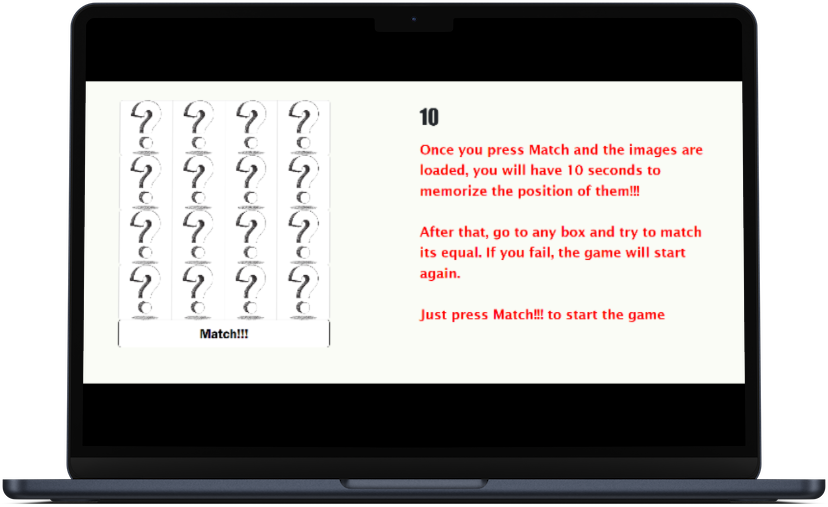 10
Once you press Match and the images are
loaded, you will have 10 seconds to
memorize the position of them!!!
After that, go to any box and try to match
its equal. If you fail, the game will start
again.
Just press Match!!! to start the game
? ? ? ?
? ? ? ?
? ? ? ?
? ? ? ?
Match!!!